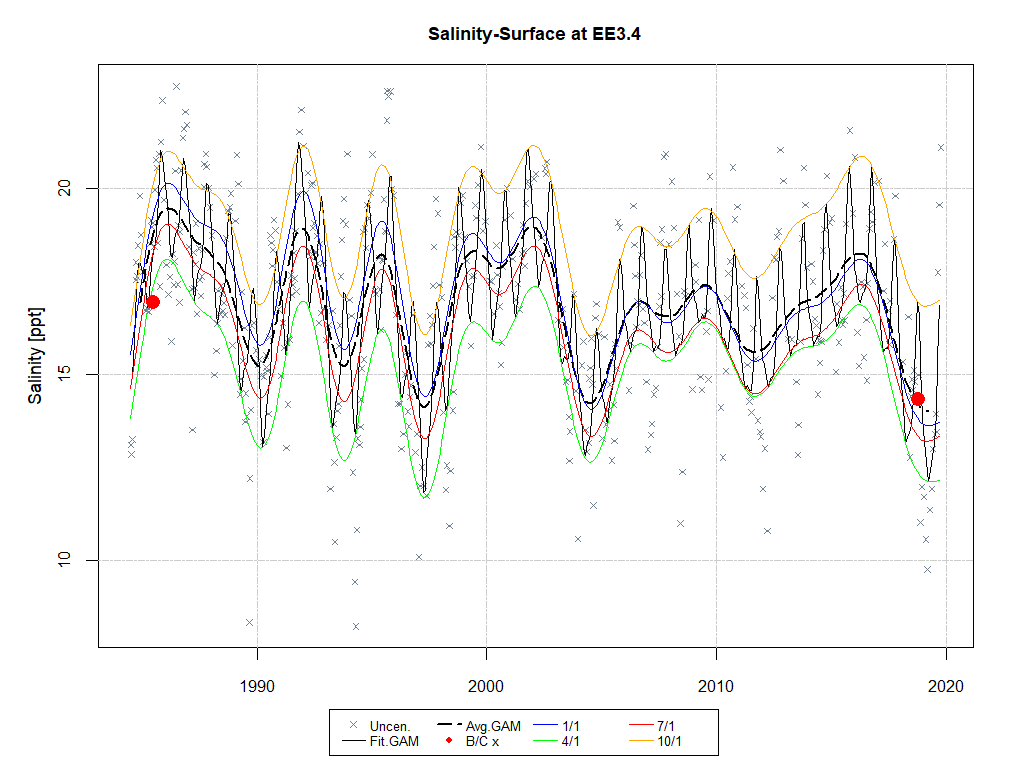 Salinity-Surface at EE3.4
Salinity [ppt]
20
15
10
1990
2000
2010
2020
Uncen. Avg.GAM 1/1 7/1
Fit.GAM B/C x 4/1 10/1